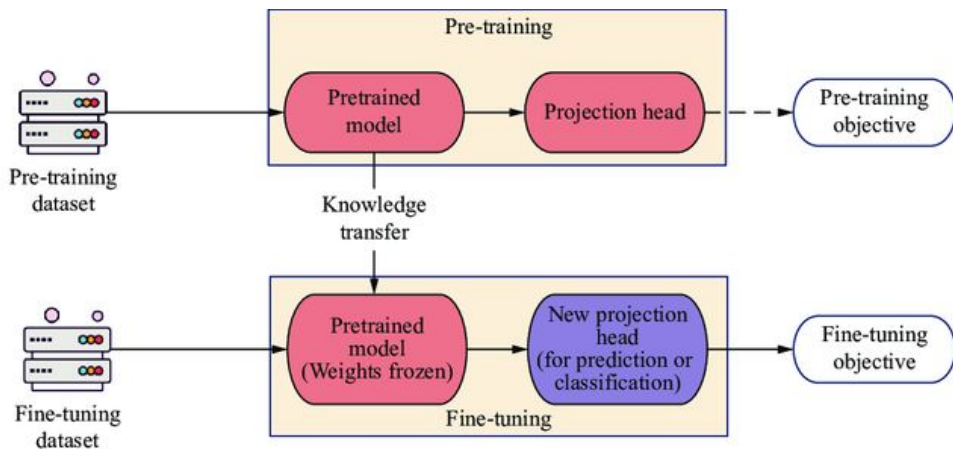 Pre-training
Pretrained
model
Projection head
Pre-training
objective
Pre-training
dataset
Knowledge
transfer
Pretrained
model
(Weights frozen)
New projection
head
(for prediction or
classification)
Fine-tuning
objective
Fine-tuning
dataset
Fine-tuning